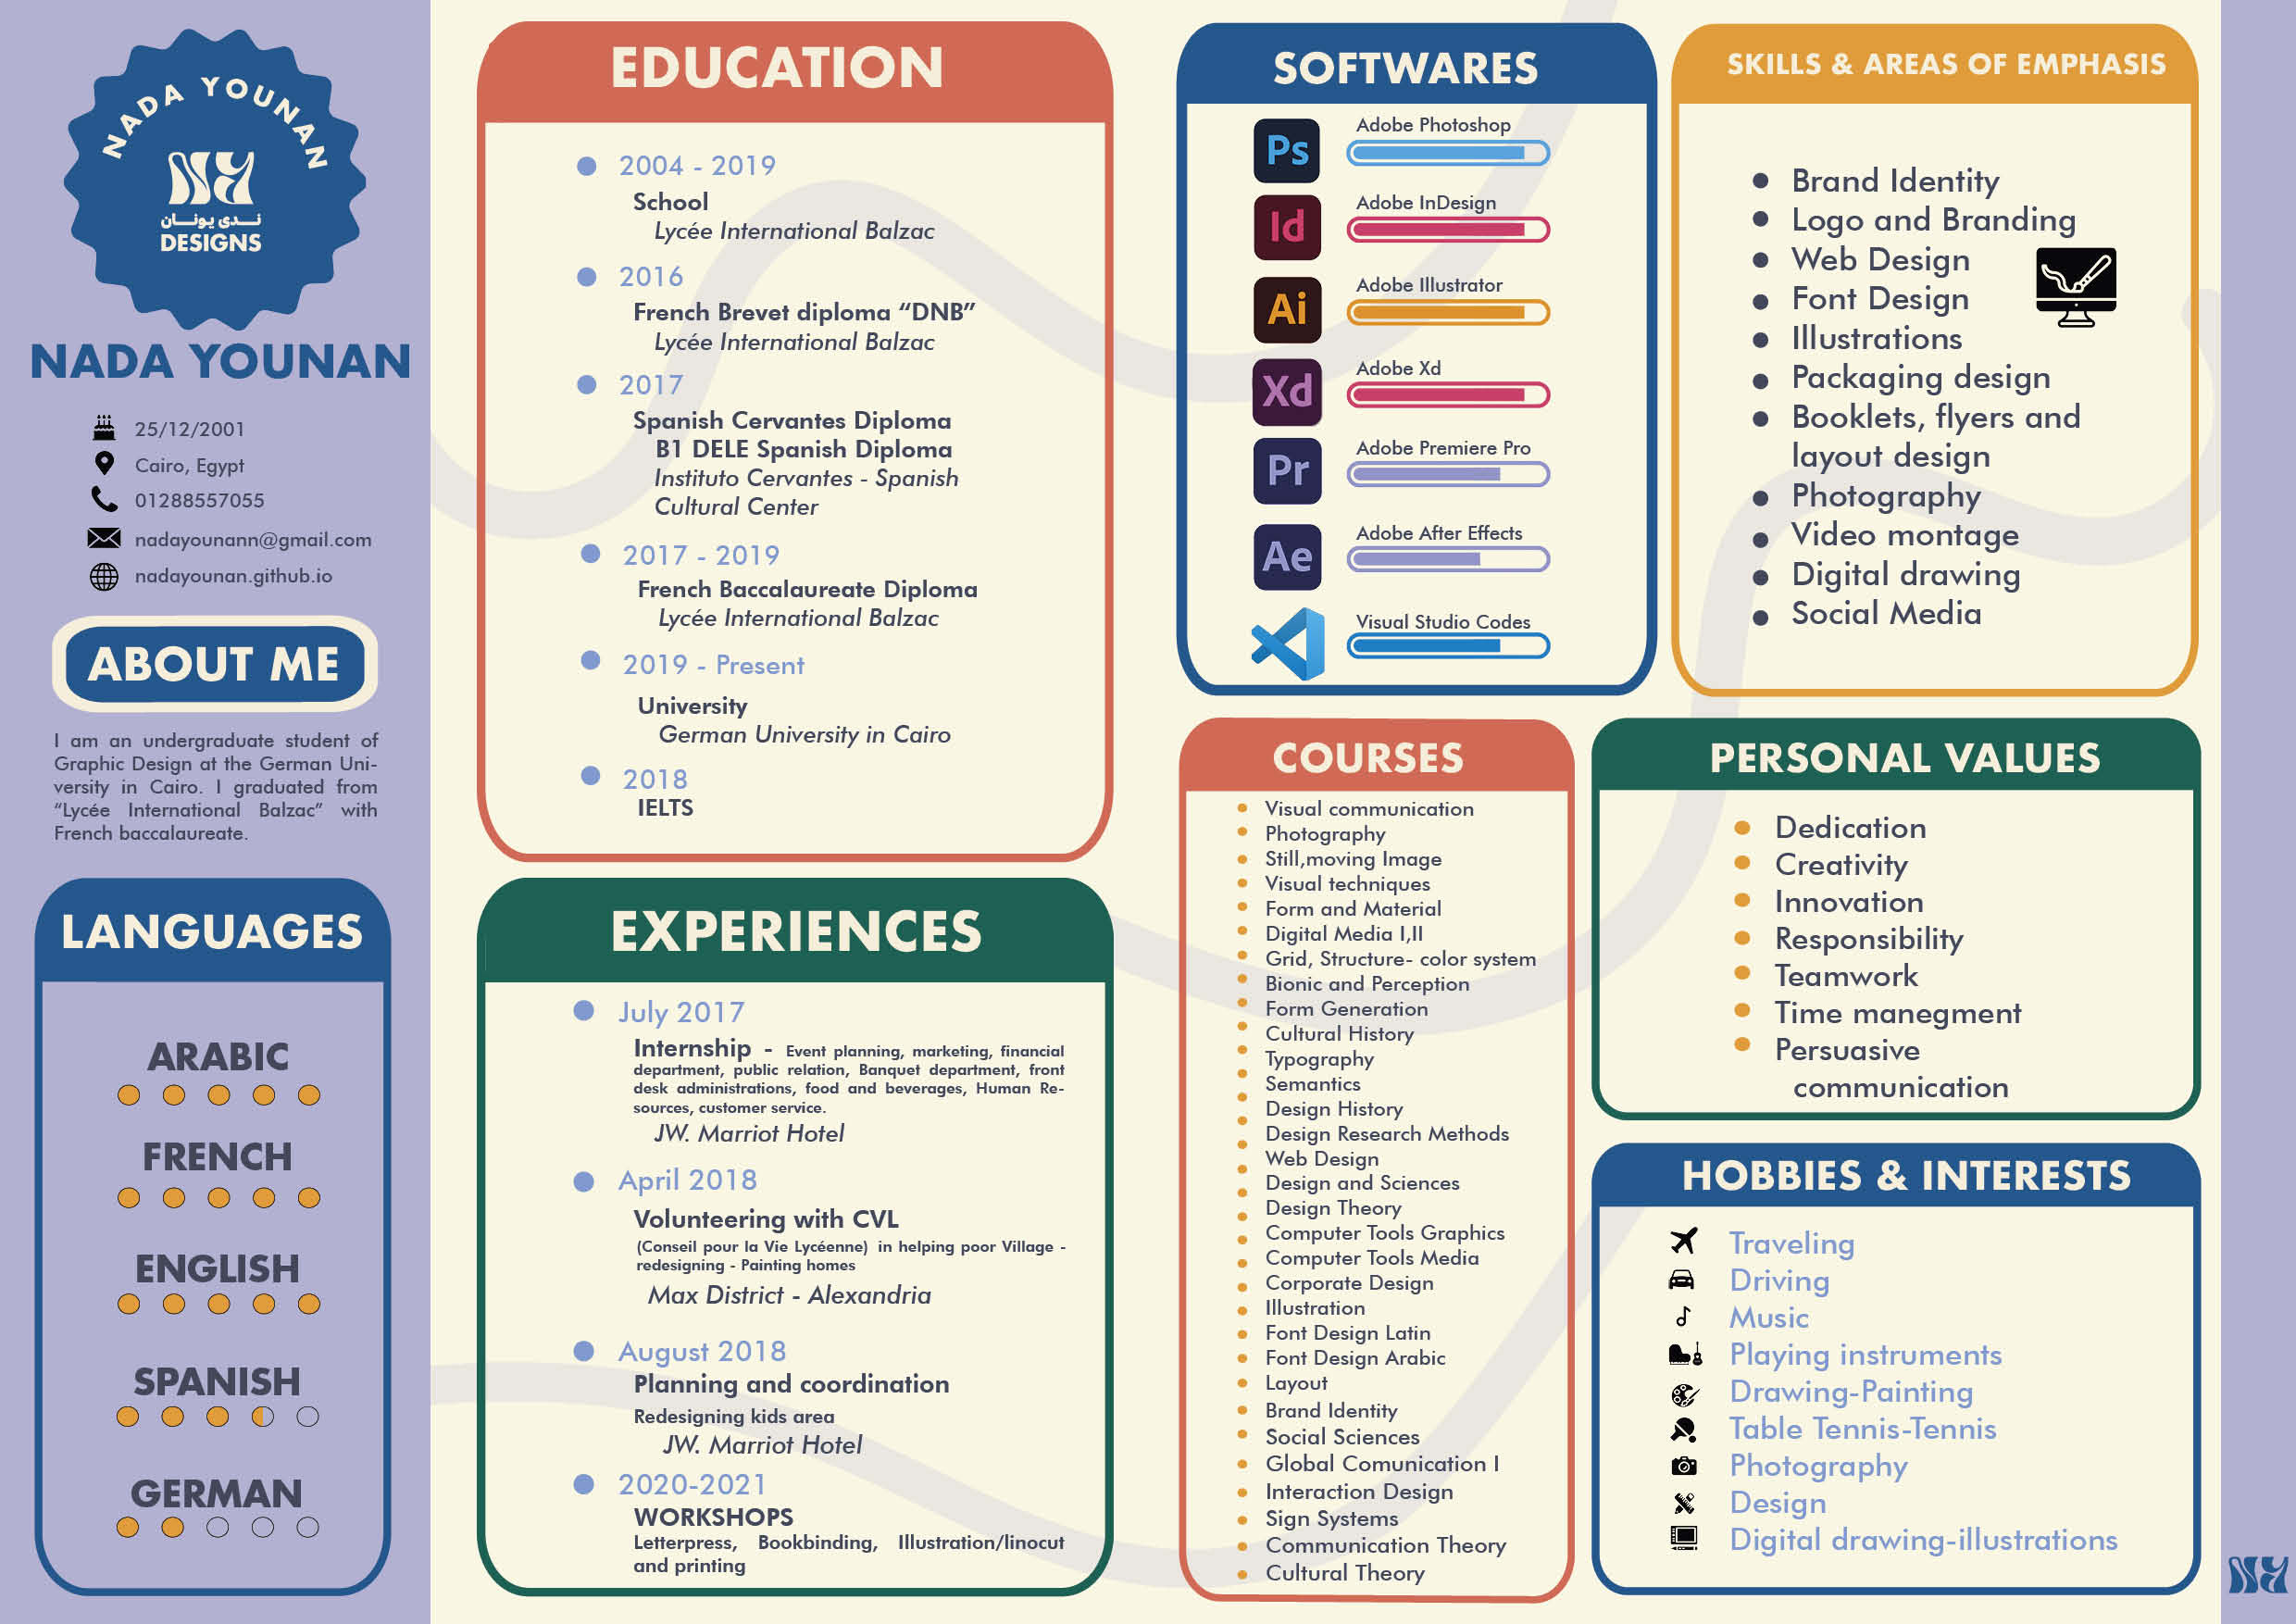 NADA YOUNAN
NY
ندى يونان
DESIGNS
NADA YOUNAN
25/12/2001
Cairo, Egypt
01288557055
nadayounann@gmail.com
nadayounan.github.io
ABOUT ME
I am an undergraduate student of
Graphic Design at the German Uni-
versity in Cairo. I graduated from
“Lycée International Balzac” with
French baccalaureate.
LANGUAGES
ARABIC
FRENCH
ENGLISH
SPANISH
GERMAN
EDUCATION
2004 - 2019
School
Lycée International Balzac
2016
French Brevet diploma “DNB”
Lycée International Balzac
2017
Spanish Cervantes Diploma
B1 DELE Spanish Diploma
Instituto Cervantes - Spanish
Cultural Center
2017 - 2019
French Baccalaureate Diploma
Lycée International Balzac
2019 - Present
University
German University in Cairo
2018
IELTS
EXPERIENCES
July 2017
Internship - Event planning, marketing, financial
department, public relation, Banquet department, front
desk administrations, food and beverages, Human Re-
sources, customer service.
JW. Marriot Hotel
April 2018
Volunteering with CVL
(Conseil pour la Vie Lycéenne) in helping poor Village -
redesigning - Painting homes
Max District - Alexandria
August 2018
Planning and coordination
Redesigning kids area
JW. Marriot Hotel
2020-2021
WORKSHOPS
Letterpress, Bookbinding, Illustration/linocut
and printing
SOFTWARES
Ps Adobe Photoshop
Id Adobe InDesign
Ai Adobe Illustrator
Xd Adobe Xd
Pr Adobe Premiere Pro
Ae Adobe After Effects
Visual Studio Codes
SKILLS & AREAS OF EMPHASIS
Brand Identity
Logo and Branding
Web Design
Font Design
Illustrations
Packaging design
Booklets, flyers and
layout design
Photography
Video montage
Digital drawing
Social Media
COURSES
Visual communication
Photography
Still,moving Image
Visual techniques
Form and Material
Digital Media I,II
Grid, Structure- color system
Bionic and Perception
Form Generation
Cultural History
Typography
Semantics
Design History
Design Research Methods
Web Design
Design and Sciences
Design Theory
Computer Tools Graphics
Computer Tools Media
Corporate Design
Illustration
Font Design Latin
Font Design Arabic
Layout
Brand Identity
Social Sciences
Global Comunication I
Interaction Design
Sign Systems
Communication Theory
Cultural Theory
PERSONAL VALUES
Dedication
Creativity
Innovation
Responsibility
Teamwork
Time manegment
Persuasive
communication
HOBBIES & INTERESTS
Traveling
Driving
Music
Playing instruments
Drawing-Painting
Table Tennis-Tennis
Photography
Design
Digital drawing-illustrations
NY